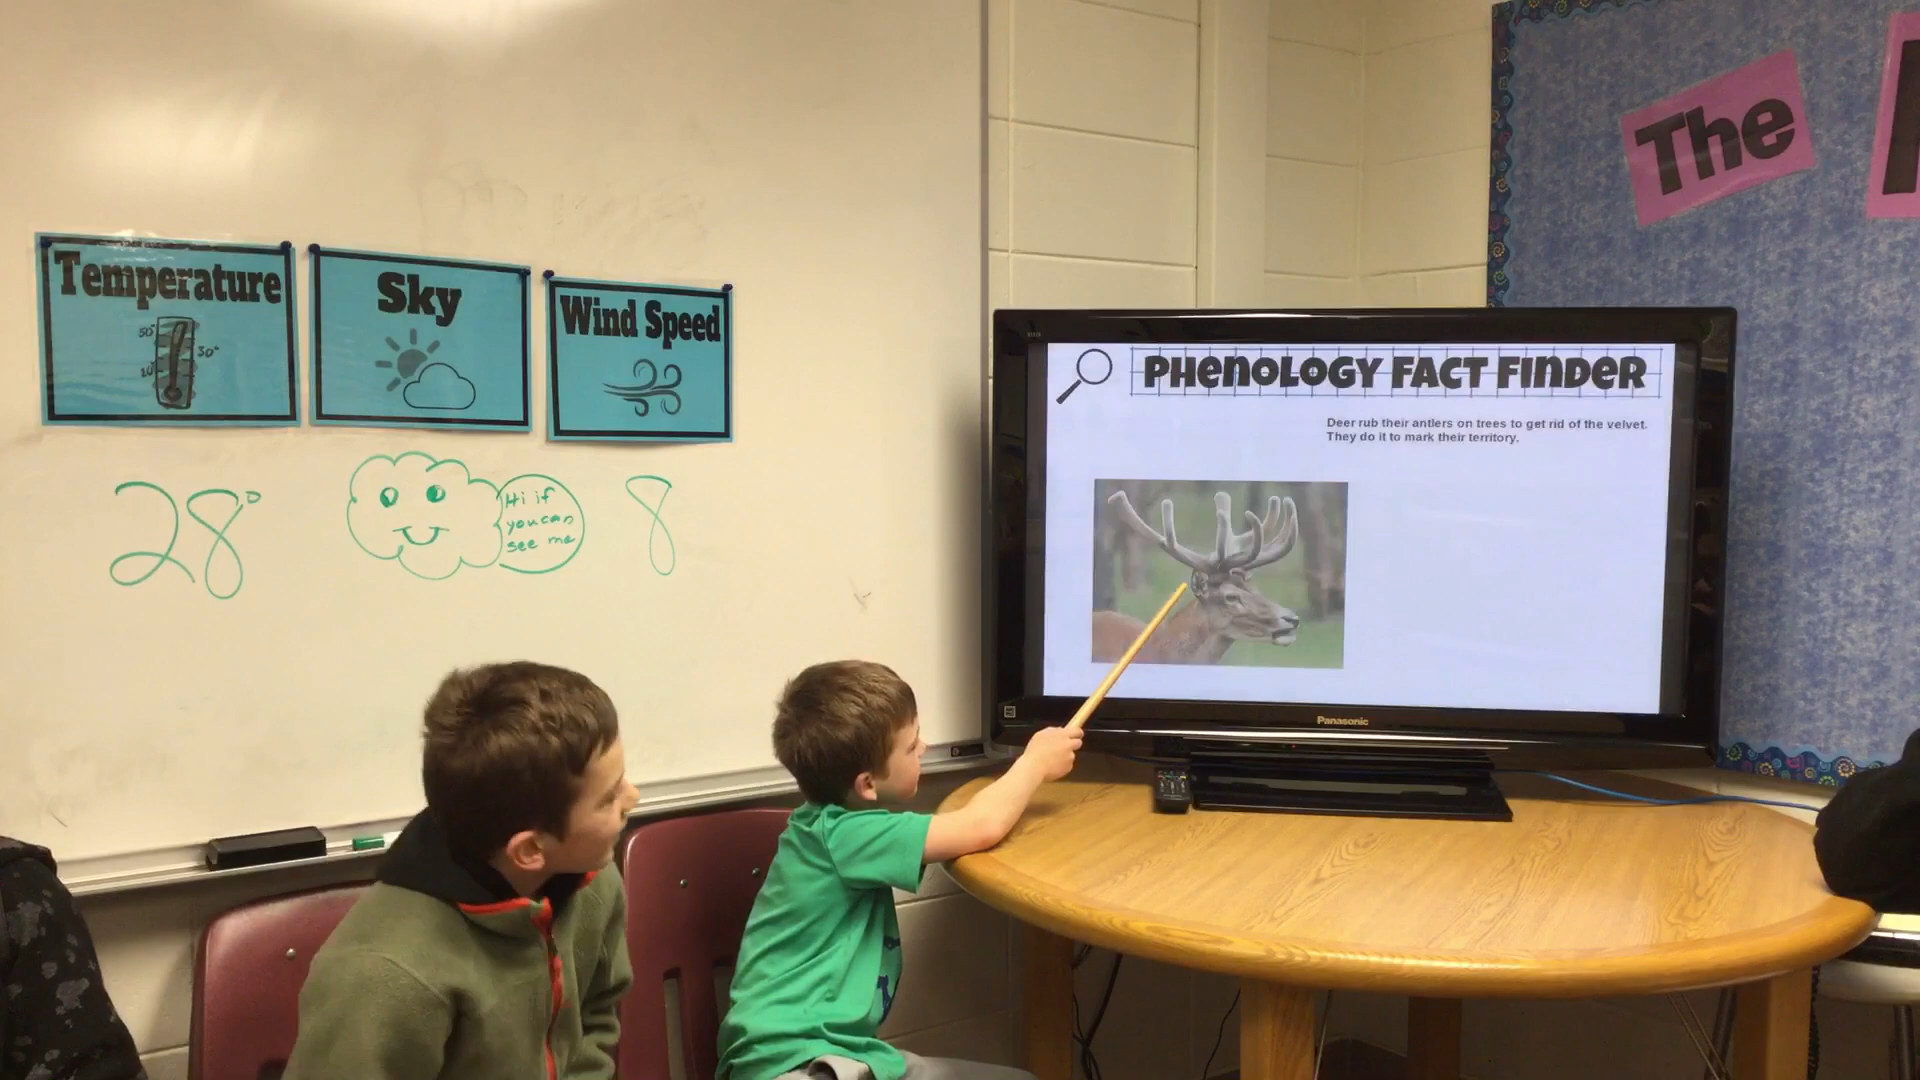 Temperature
50°
30°
10°
Sky
Wind Speed
28°
Hi if
you can
see me
8
PHENOLOGY FACT FINDER
Deer rub their antlers on trees to get rid of the velvet.
They do it to mark their territory.
Panasonic
The